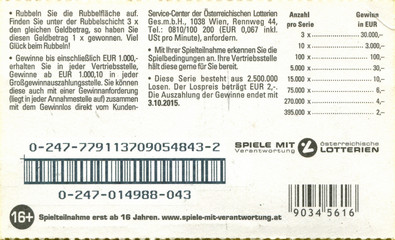 • Rubbeln Sie die Rubbelfläche auf.
Finden Sie unter der Rubbelschicht 3 x
den gleichen Geldbetrag, so haben Sie
diesen Geldbetrag 1 x gewonnen. Viel
Glück beim Rubbeln!
• Gewinne bis einschließlich EUR 1.000,-
erhalten Sie in jeder Vertriebsstelle,
Gewinne ab EUR 1.000,10 in jeder
Großgewinnauszahlungsstelle. Sie können
diese auch mit einer Gewinnanforderung
(liegt in jeder Annahmestelle auf) zusammen
mit dem Gewinnlos direkt vom Kunden-
Service-Center der Österreichischen Lotterien
Ges.m.b.H., 1038 Wien, Rennweg 44,
Tel.: 0810/100 200 (EUR 0,067 inkl.
USt pro Minute), anfordern.
• Mit Ihrer Spielteilnahme erkennen Sie die
Spielbedingungen an. Ihre Vertriebsstelle
hält diese gerne für Sie bereit.
• Diese Serie besteht aus 2.500.000
Losen. Der Lospreis beträgt EUR 2,-.
Die Auszahlung der Gewinne endet mit
3.10.2015.
Anzahl Gewinn
pro Serie in EUR
3 x 30.000,-
10 x 3.000,-
100 x 100,-
5.000 x 30,-
15.000 x 10,-
75.000 x 6,-
270.000 x 4,-
395.000 x 2,-
0-247-779113709054843-2
0-247-014988-043
SPIELE MIT
Verantwortung
österreichische
LOTTERIEN
9034 5616
16+ Spielteilnahme erst ab 16 Jahren. www.spiele-mit-verantwortung.at